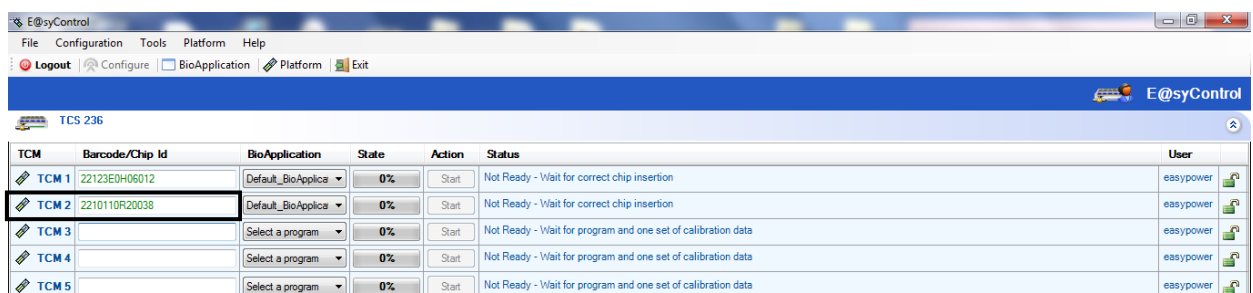 E@syControl
File Configuration Tools Platform Help
Logout Configure BioApplication Platform Exit
E@syControl
TCS 236
TCM Barcode/Chip Id BioApplication State Action Status User
TCM 1 22123E0H06012 Default_BioApplica 0% Start Not Ready - Wait for correct chip insertion easypower
TCM 2 2210110R20038 Default_BioApplica 0% Start Not Ready - Wait for correct chip insertion easypower
TCM 3 Select a program 0% Start Not Ready - Wait for program and one set of calibration data easypower
TCM 4 Select a program 0% Start Not Ready - Wait for program and one set of calibration data easypower
TCM 5 Select a program 0% Start Not Ready - Wait for program and one set of calibration data easypower